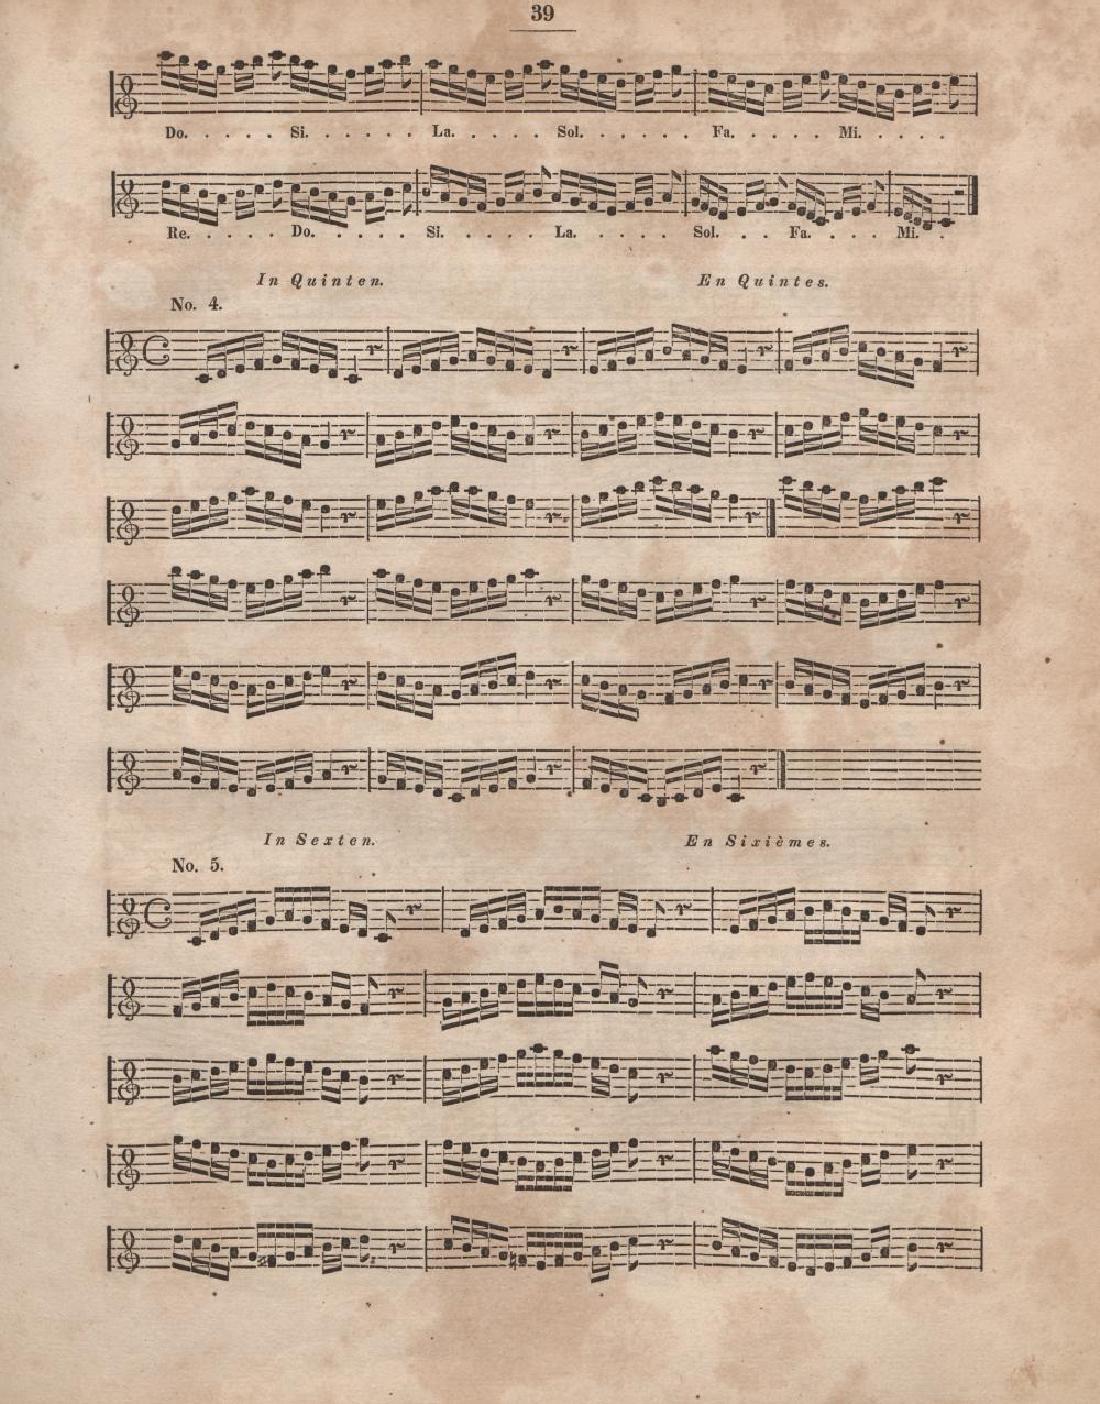 39
Do. . . . . Si. . . . . . La. . . . . Sol. . . . . . Fa. . . . . Mi. . . . .
Re. . . . . Do. . . . . Si. . . . . La. . . . . Sol. . . Fa. . . . Mi. .
In Quinten. En Quintes.
No. 4.
In Sexten. En Sixièmes.
No. 5.